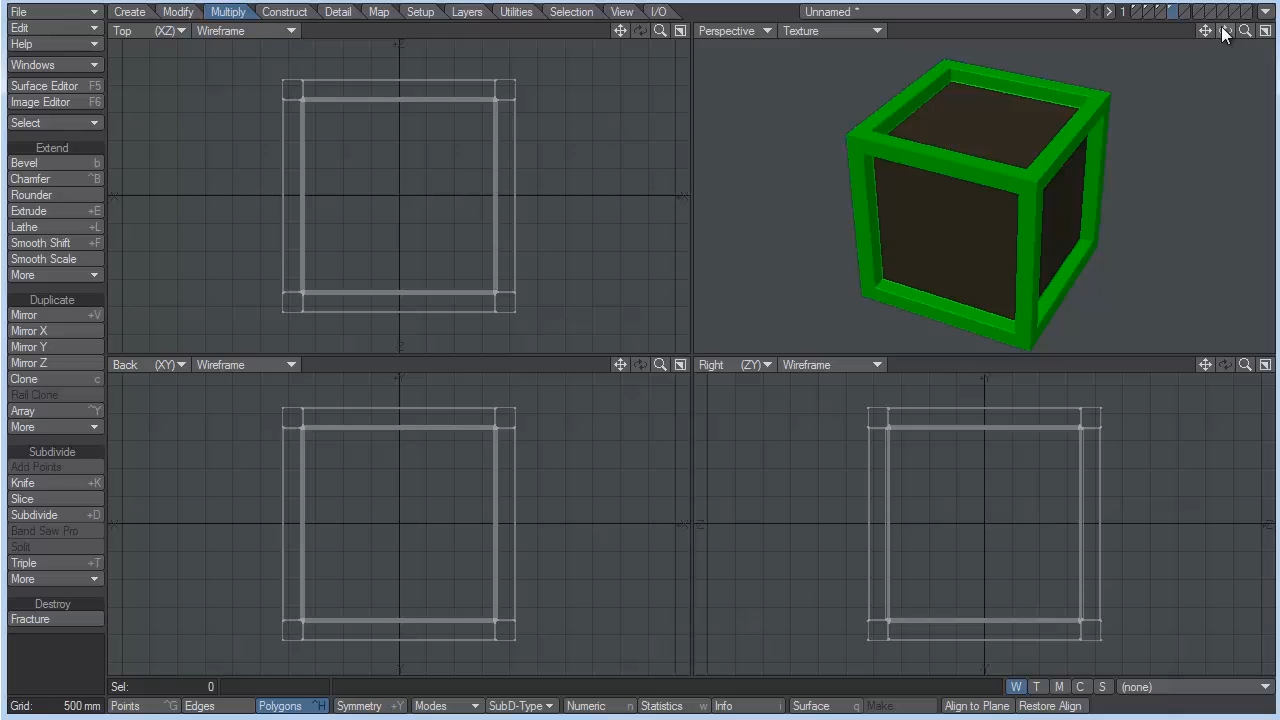 File Create Modify Multiply Construct Detail Map Setup Layers Utilities Selection View I/O Unnamed * 1
Edit Top (XZ) Wireframe Perspective Texture
Help
Windows
Surface Editor F5
Image Editor F6
Select
Extend
Bevel b
Chamfer ^B
Rounder
Extrude +E
Lathe +L
Smooth Shift +F
Smooth Scale
More
Duplicate
Mirror +V
Mirror X
Mirror Y
Mirror Z
Back (XY) Wireframe Right (ZY) Wireframe
Clone c
Rail Clone
Array ^Y
More
Subdivide
Add Points
Knife +K
Slice
Subdivide +D
Band Saw Pro
Split
Triple +T
More
Destroy
Fracture
Sel: 0 W T M C S (none)
Grid: 500 mm Points ^G Edges Polygons ^H Symmetry +Y Modes SubD-Type Numeric n Statistics w Info i Surface q Make Align to Plane Restore Align